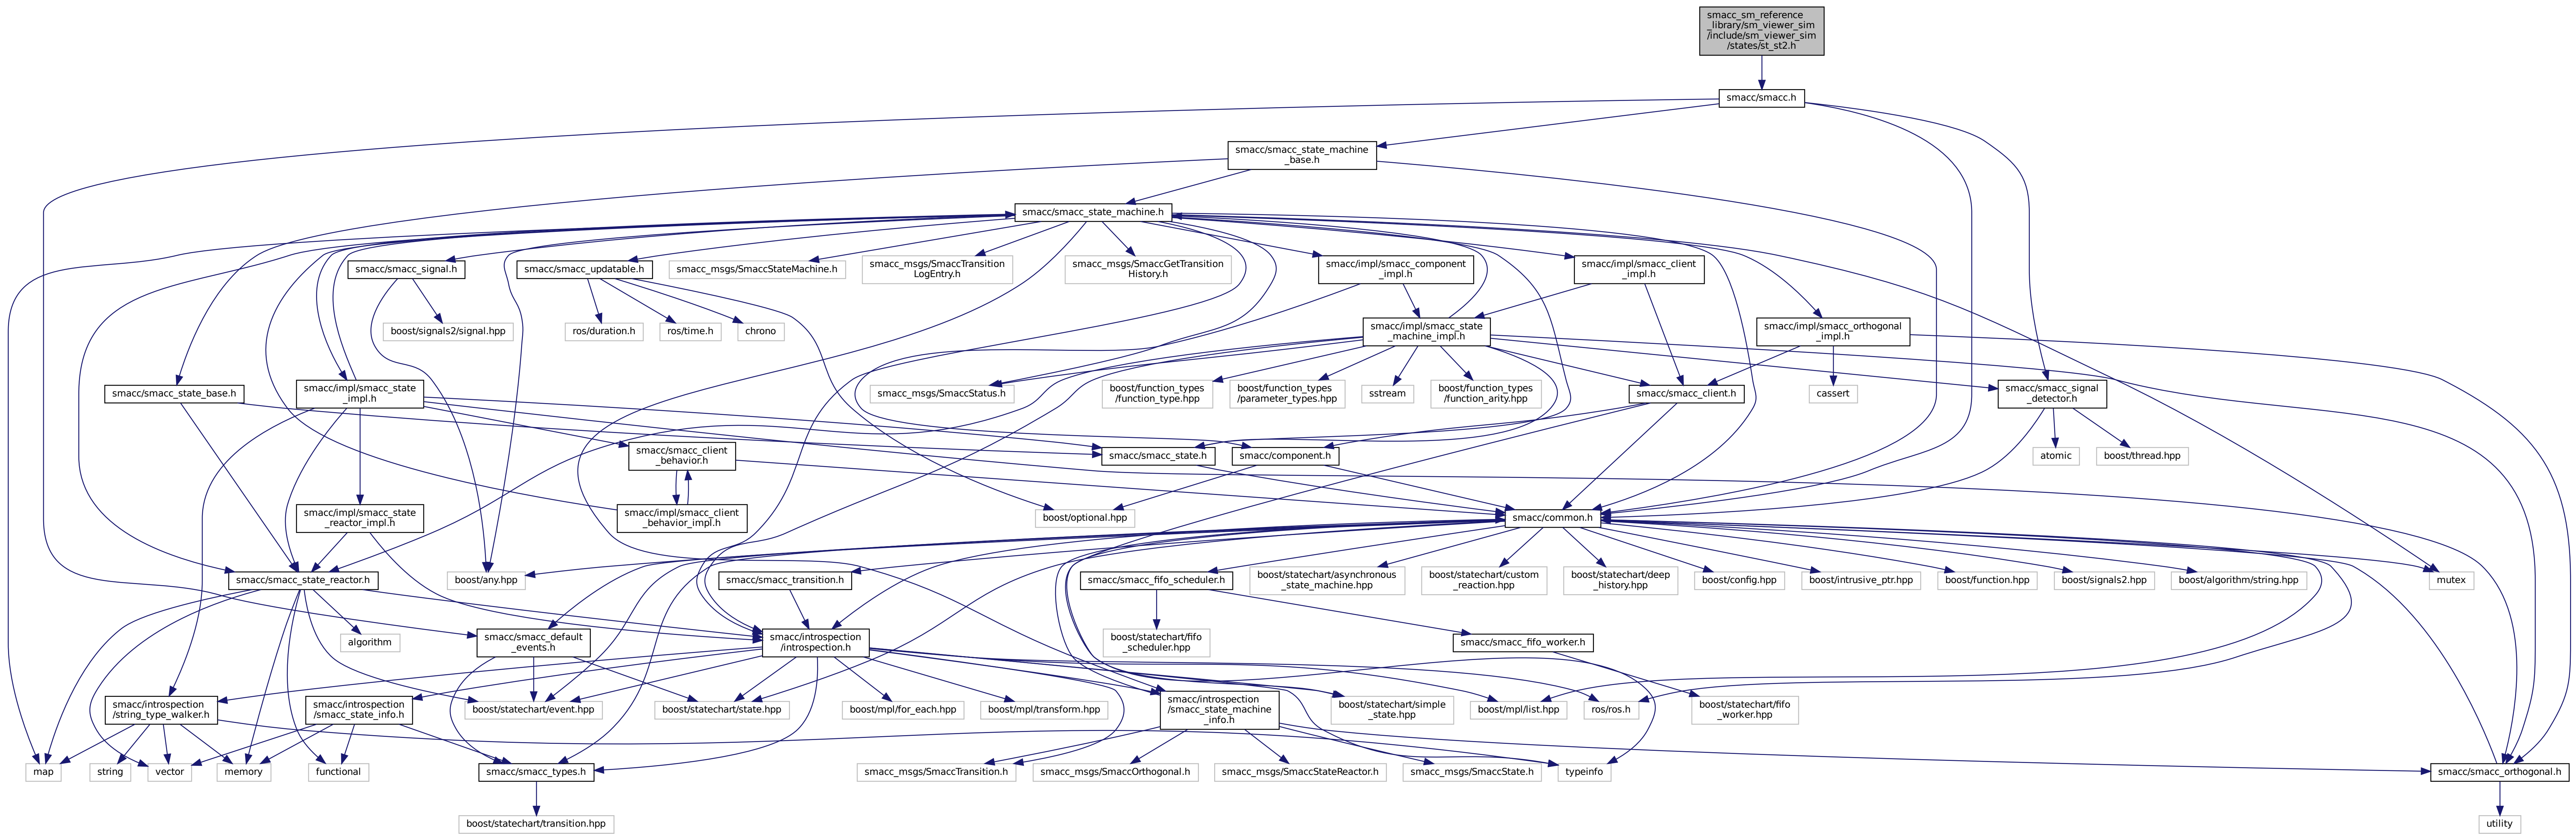 smacc_sm_reference
_library/sm_viewer_sim
/include/sm_viewer_sim
/states/st_st2.h
smacc/smacc.h
smacc/smacc_state_machine
_base.h
smacc/smacc_state_machine.h
smacc/smacc_signal.h
smacc/smacc_updatable.h
smacc_msgs/SmaccStateMachine.h
smacc_msgs/SmaccTransition
LogEntry.h
smacc_msgs/SmaccGetTransition
History.h
smacc/impl/smacc_component
_impl.h
smacc/impl/smacc_client
_impl.h
boost/signals2/signal.hpp
ros/duration.h
ros/time.h
chrono
smacc/impl/smacc_state
_machine_impl.h
smacc/impl/smacc_orthogonal
_impl.h
smacc/smacc_state_base.h
smacc/impl/smacc_state
_impl.h
smacc_msgs/SmaccStatus.h
boost/function_types
/function_type.hpp
boost/function_types
/parameter_types.hpp
sstream
boost/function_types
/function_arity.hpp
smacc/smacc_client.h
cassert
smacc/smacc_signal
_detector.h
smacc/smacc_client
_behavior.h
smacc/smacc_state.h
smacc/component.h
atomic
boost/thread.hpp
smacc/impl/smacc_state
_reactor_impl.h
smacc/impl/smacc_client
_behavior_impl.h
boost/optional.hpp
smacc/common.h
smacc/smacc_state_reactor.h
boost/any.hpp
smacc/smacc_transition.h
smacc/smacc_fifo_scheduler.h
boost/statechart/asynchronous
_state_machine.hpp
boost/statechart/custom
_reaction.hpp
boost/statechart/deep
_history.hpp
boost/config.hpp
boost/intrusive_ptr.hpp
boost/function.hpp
boost/signals2.hpp
boost/algorithm/string.hpp
mutex
algorithm
smacc/smacc_default
_events.h
smacc/introspection
/introspection.h
boost/statechart/fifo
_scheduler.hpp
smacc/smacc_fifo_worker.h
smacc/introspection
/string_type_walker.h
smacc/introspection
/smacc_state_info.h
boost/statechart/event.hpp
boost/statechart/state.hpp
boost/mpl/for_each.hpp
boost/mpl/transform.hpp
smacc/introspection
/smacc_state_machine
_info.h
boost/statechart/simple
_state.hpp
boost/mpl/list.hpp
ros/ros.h
boost/statechart/fifo
_worker.hpp
map
string
vector
memory
functional
smacc/smacc_types.h
smacc_msgs/SmaccTransition.h
smacc_msgs/SmaccOrthogonal.h
smacc_msgs/SmaccStateReactor.h
smacc_msgs/SmaccState.h
typeinfo
smacc/smacc_orthogonal.h
boost/statechart/transition.hpp
utility